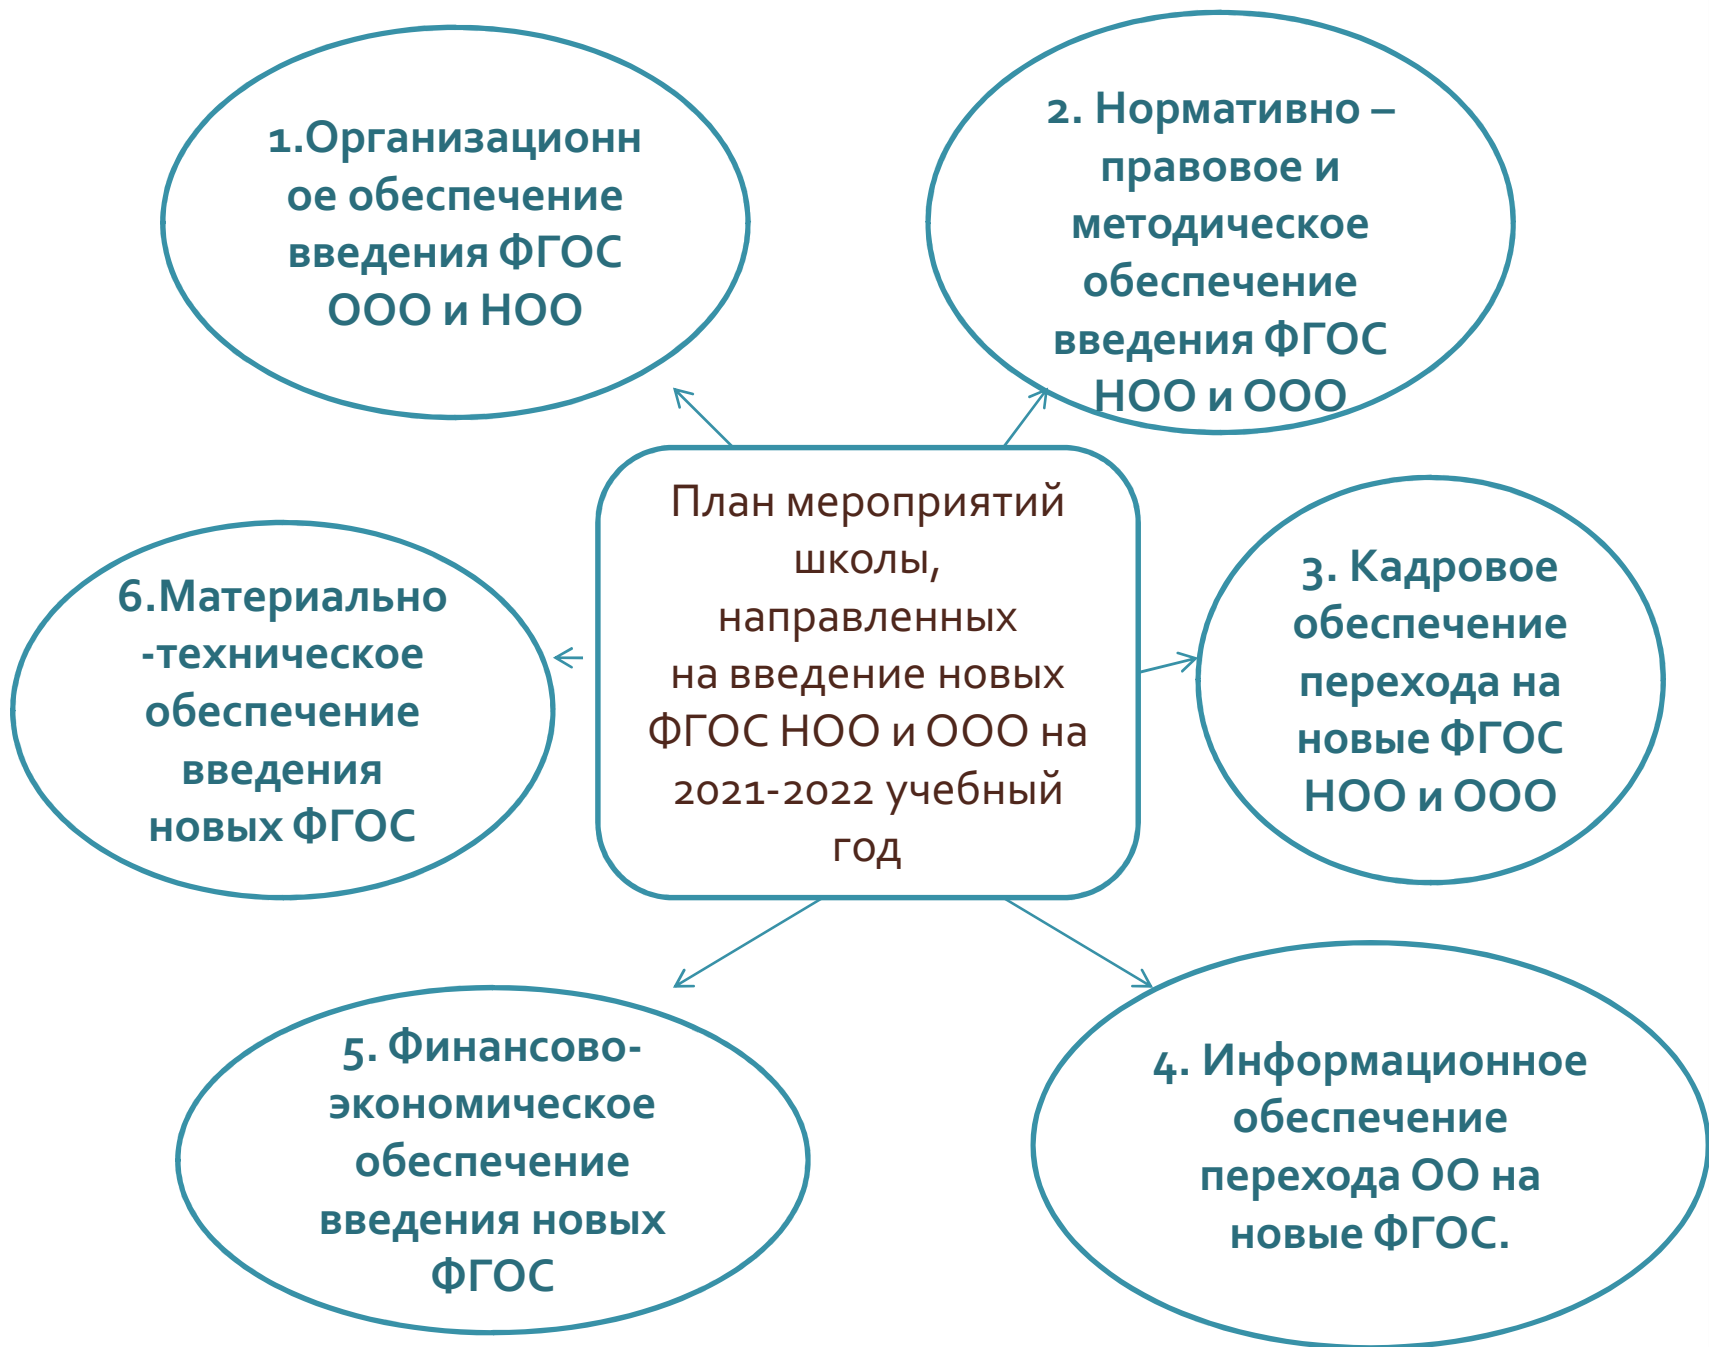 1.Организационн
ое обеспечение
введения ФГОС
ООО и НОО
2. Нормативно –
правовое и
методическое
обеспечение
введения ФГОС
НОО и ООО
План мероприятий
школы,
направленных
на введение новых
ФГОС НОО и ООО на
2021-2022 учебный
год
3. Кадровое
обеспечение
перехода на
новые ФГОС
НОО и ООО
4. Информационное
обеспечение
перехода ОО на
новые ФГОС.
5. Финансово-
экономическое
обеспечение
введения новых
ФГОС
6.Материально
-техническое
обеспечение
введения
новых ФГОС